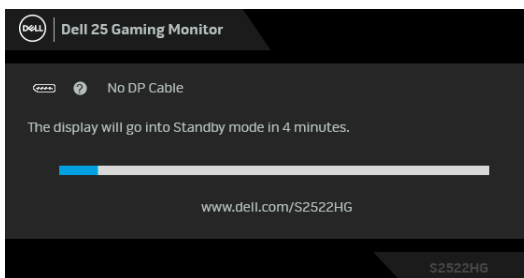 DELL
Dell 25 Gaming Monitor
No DP Cable
The display will go into Standby mode in 4 minutes.
www.dell.com/S2522HG
S2522HG